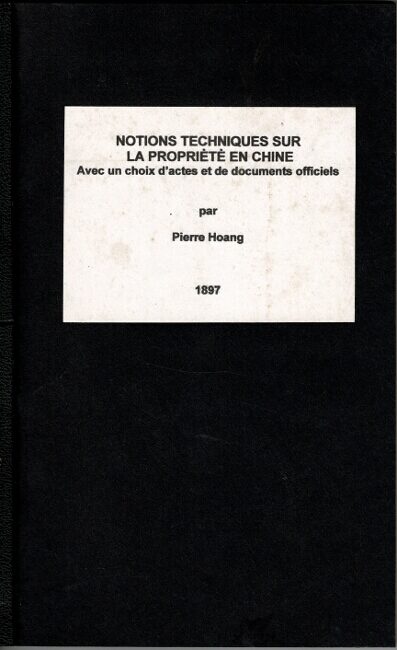 NOTIONS TECHNIQUES SUR
LA PROPRIÉTÉ EN CHINE
Avec un choix d'actes et de documents officiels
par
Pierre Hoang
1897